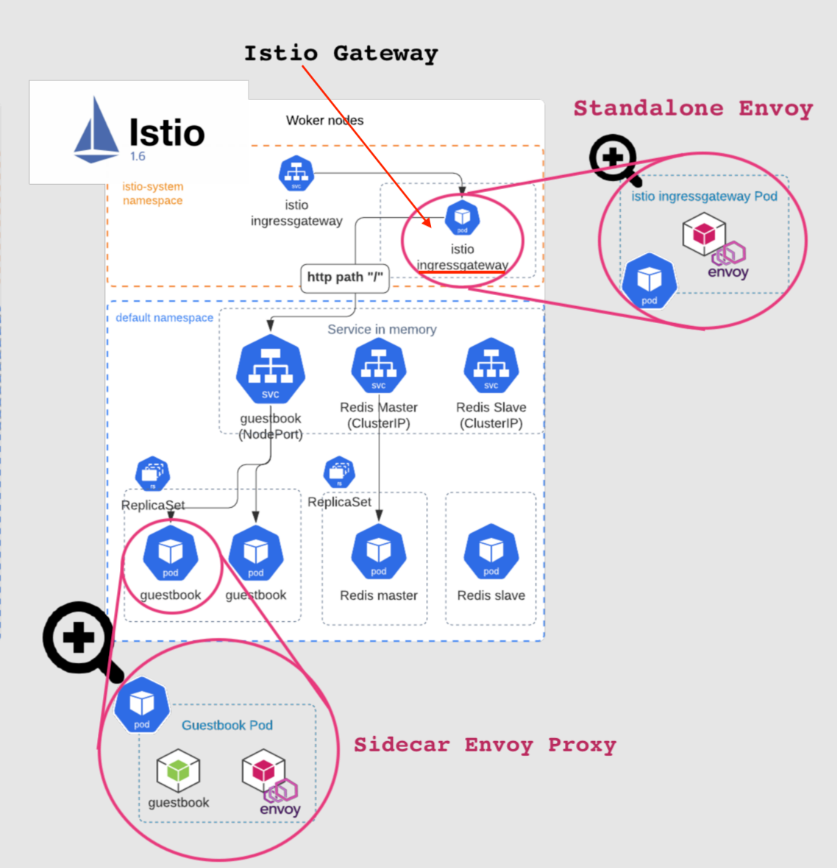 Istio Gateway
Istio
1.6
Woker nodes
Standalone Envoy
istio-system
namespace
svc
istio
ingressgateway
pod
istio
ingressgateway
istio ingressgateway Pod
envoy
pod
http path "/"
default namespace
Service in memory
svc
svc
svc
guestbook
(NodePort)
Redis Master
(ClusterIP)
Redis Slave
(ClusterIP)
rs
rs
ReplicaSet
ReplicaSet
pod
pod
pod
pod
guestbook
guestbook
Redis master
Redis slave
pod
Guestbook Pod
guestbook
envoy
Sidecar Envoy Proxy